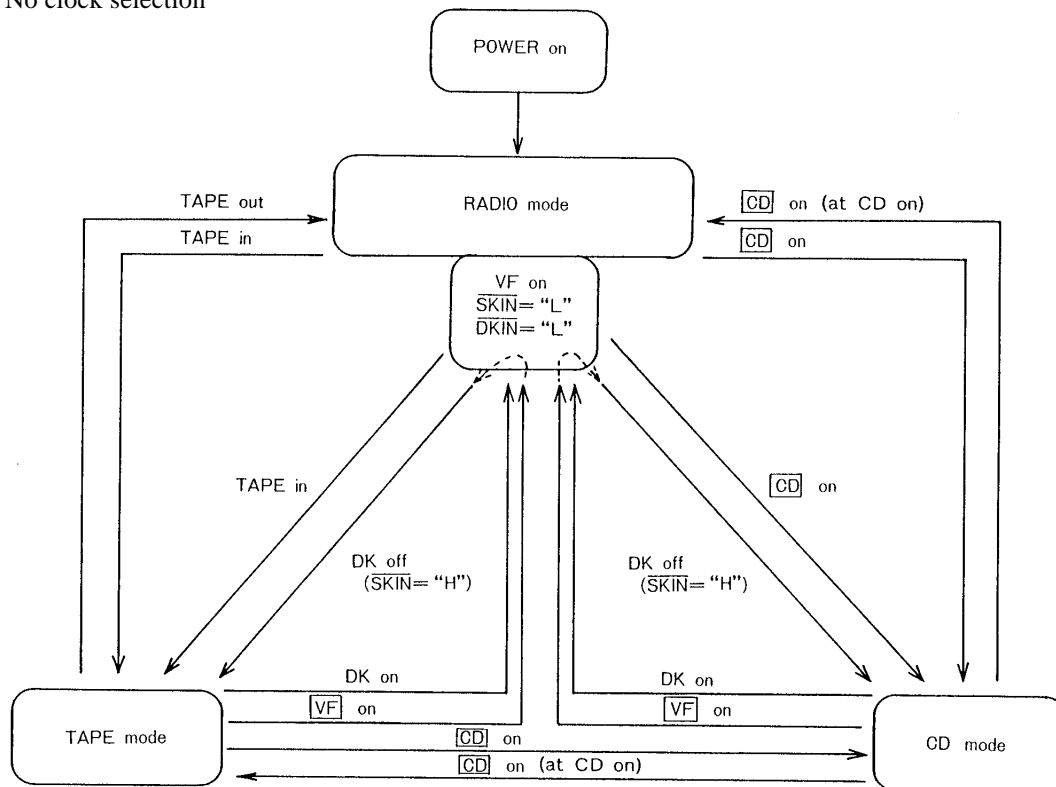 No clock selection
POWER on
TAPE out
RADIO mode
CD on (at CD on)
TAPE in
CD on
VF on
SKIN = "L"
DKIN = "L"
TAPE in
CD on
DK off
(SKIN = "H")
DK off
(SKIN = "H")
DK on
DK on
VF on
VF on
TAPE mode
CD on
CD mode
CD on (at CD on)